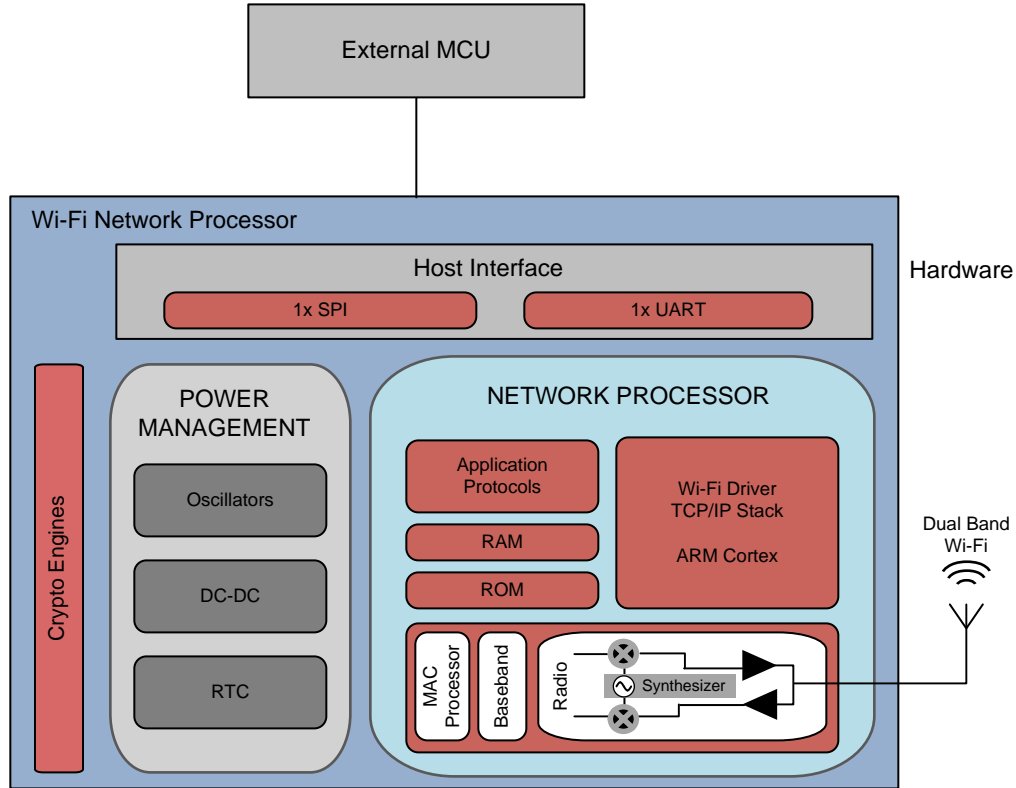 External MCU
Wi-Fi Network Processor
Host Interface
Hardware
1x SPI
1x UART
Crypto Engines
POWER
MANAGEMENT
Oscillators
DC-DC
RTC
NETWORK PROCESSOR
Application
Protocols
RAM
ROM
Wi-Fi Driver
TCP/IP Stack
ARM Cortex
MAC
Processor
Baseband
Radio
Synthesizer
Dual Band
Wi-Fi